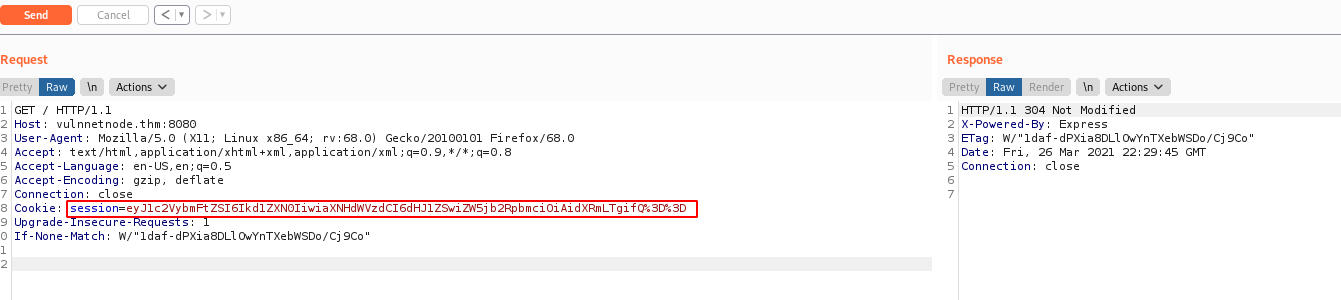 Send Cancel < ▼ > ▼
Request
Pretty Raw \n Actions
1 GET / HTTP/1.1
2 Host: vulnnetnode.thm:8080
3 User-Agent: Mozilla/5.0 (X11; Linux x86_64; rv:68.0) Gecko/20100101 Firefox/68.0
4 Accept: text/html,application/xhtml+xml,application/xml;q=0.9,*/*;q=0.8
5 Accept-Language: en-US,en;q=0.5
6 Accept-Encoding: gzip, deflate
7 Connection: close
8 Cookie: session=eyJ1c2VybmFtZSI6Ikd1ZXN0IiwiaXNHdWVzdCI6dHJ1ZSwiZW5jb2RpbmciOiAidXRmLTgifQ%3D%3D
9 Upgrade-Insecure-Requests: 1
0 If-None-Match: W/"1daf-dPXia8DLlOwYnTXebWSDo/Cj9Co"
1
2
Response
Pretty Raw Render \n Actions
1 HTTP/1.1 304 Not Modified
2 X-Powered-By: Express
3 ETag: W/"1daf-dPXia8DLlOwYnTXebWSDo/Cj9Co"
4 Date: Fri, 26 Mar 2021 22:29:45 GMT
5 Connection: close
6
7